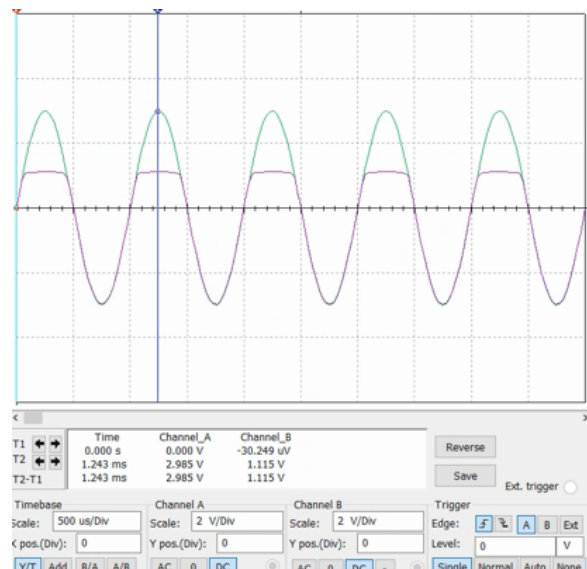 Time Channel_A Channel_B
T1 0.000 s 0.000 V -30.249 uV
T2 1.243 ms 2.985 V 1.115 V
T2-T1 1.243 ms 2.985 V 1.115 V
Reverse
Save
Ext. trigger
Timebase
Scale: 500 us/Div
X pos.(Div): 0
Y/T Add B/A A/B
Channel A
Scale: 2 V/Div
Y pos.(Div): 0
AC 0 DC
Channel B
Scale: 2 V/Div
Y pos.(Div): 0
AC 0 DC -
Trigger
Edge: A B Ext
Level: 0 V
Single Normal Auto None